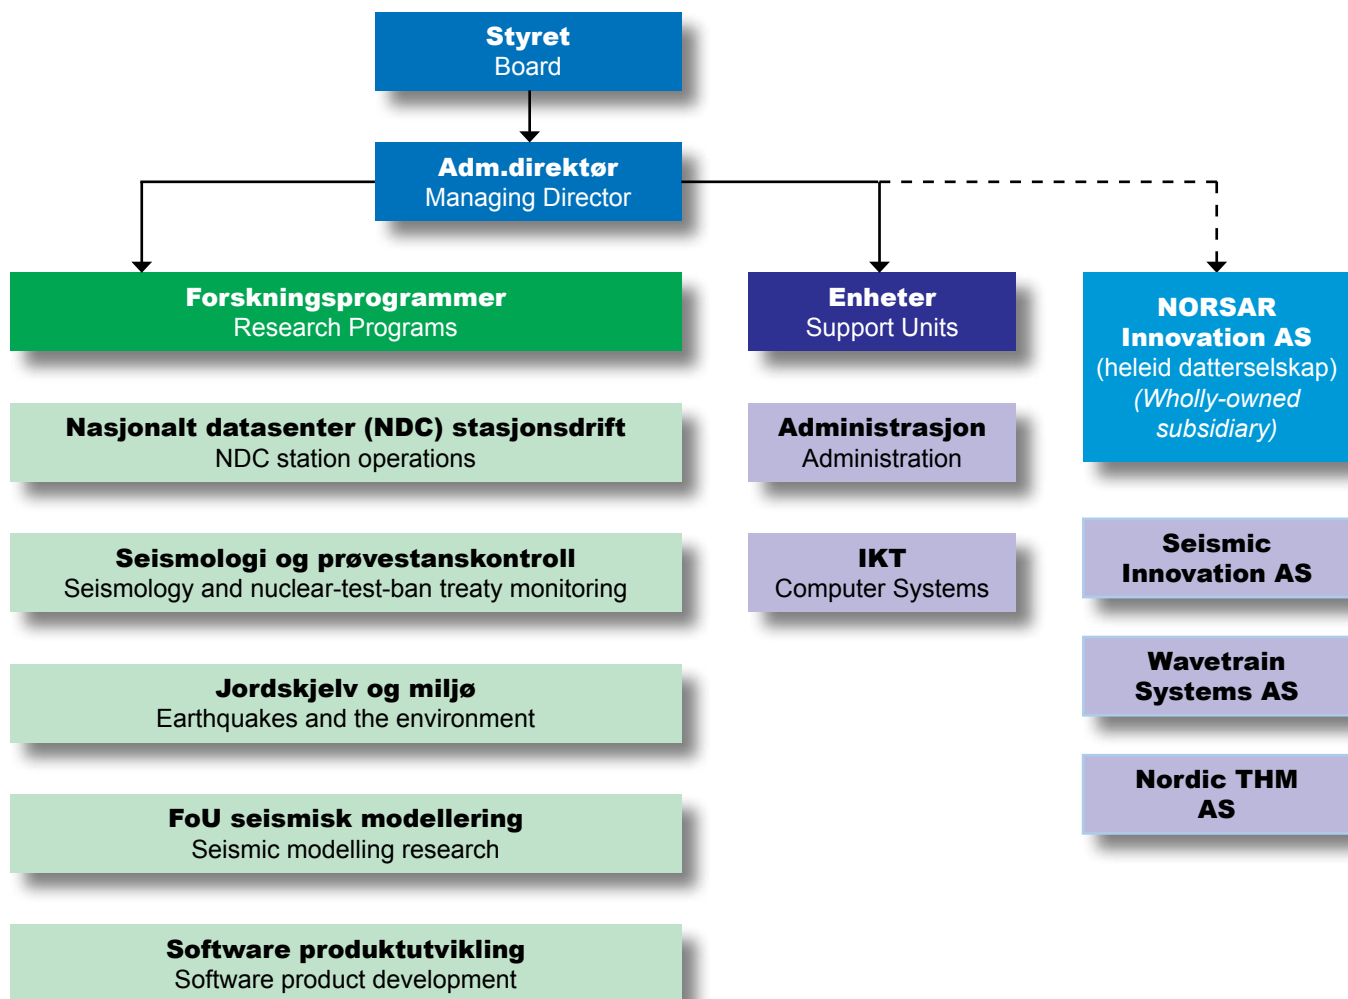 Styret
Board
Adm.direktør
Managing Director
Forskningsprogrammer
Research Programs
Enheter
Support Units
NORSAR
Innovation AS
(heleid datterselskap)
(Wholly-owned
subsidiary)
Nasjonalt datasenter (NDC) stasjonsdrift
NDC station operations
Administrasjon
Administration
Seismologi og prøvestanskontroll
Seismology and nuclear-test-ban treaty monitoring
IKT
Computer Systems
Seismic
Innovation AS
Jordskjelv og miljø
Earthquakes and the environment
Wavetrain
Systems AS
FoU seismisk modellering
Seismic modelling research
Nordic THM
AS
Software produktutvikling
Software product development